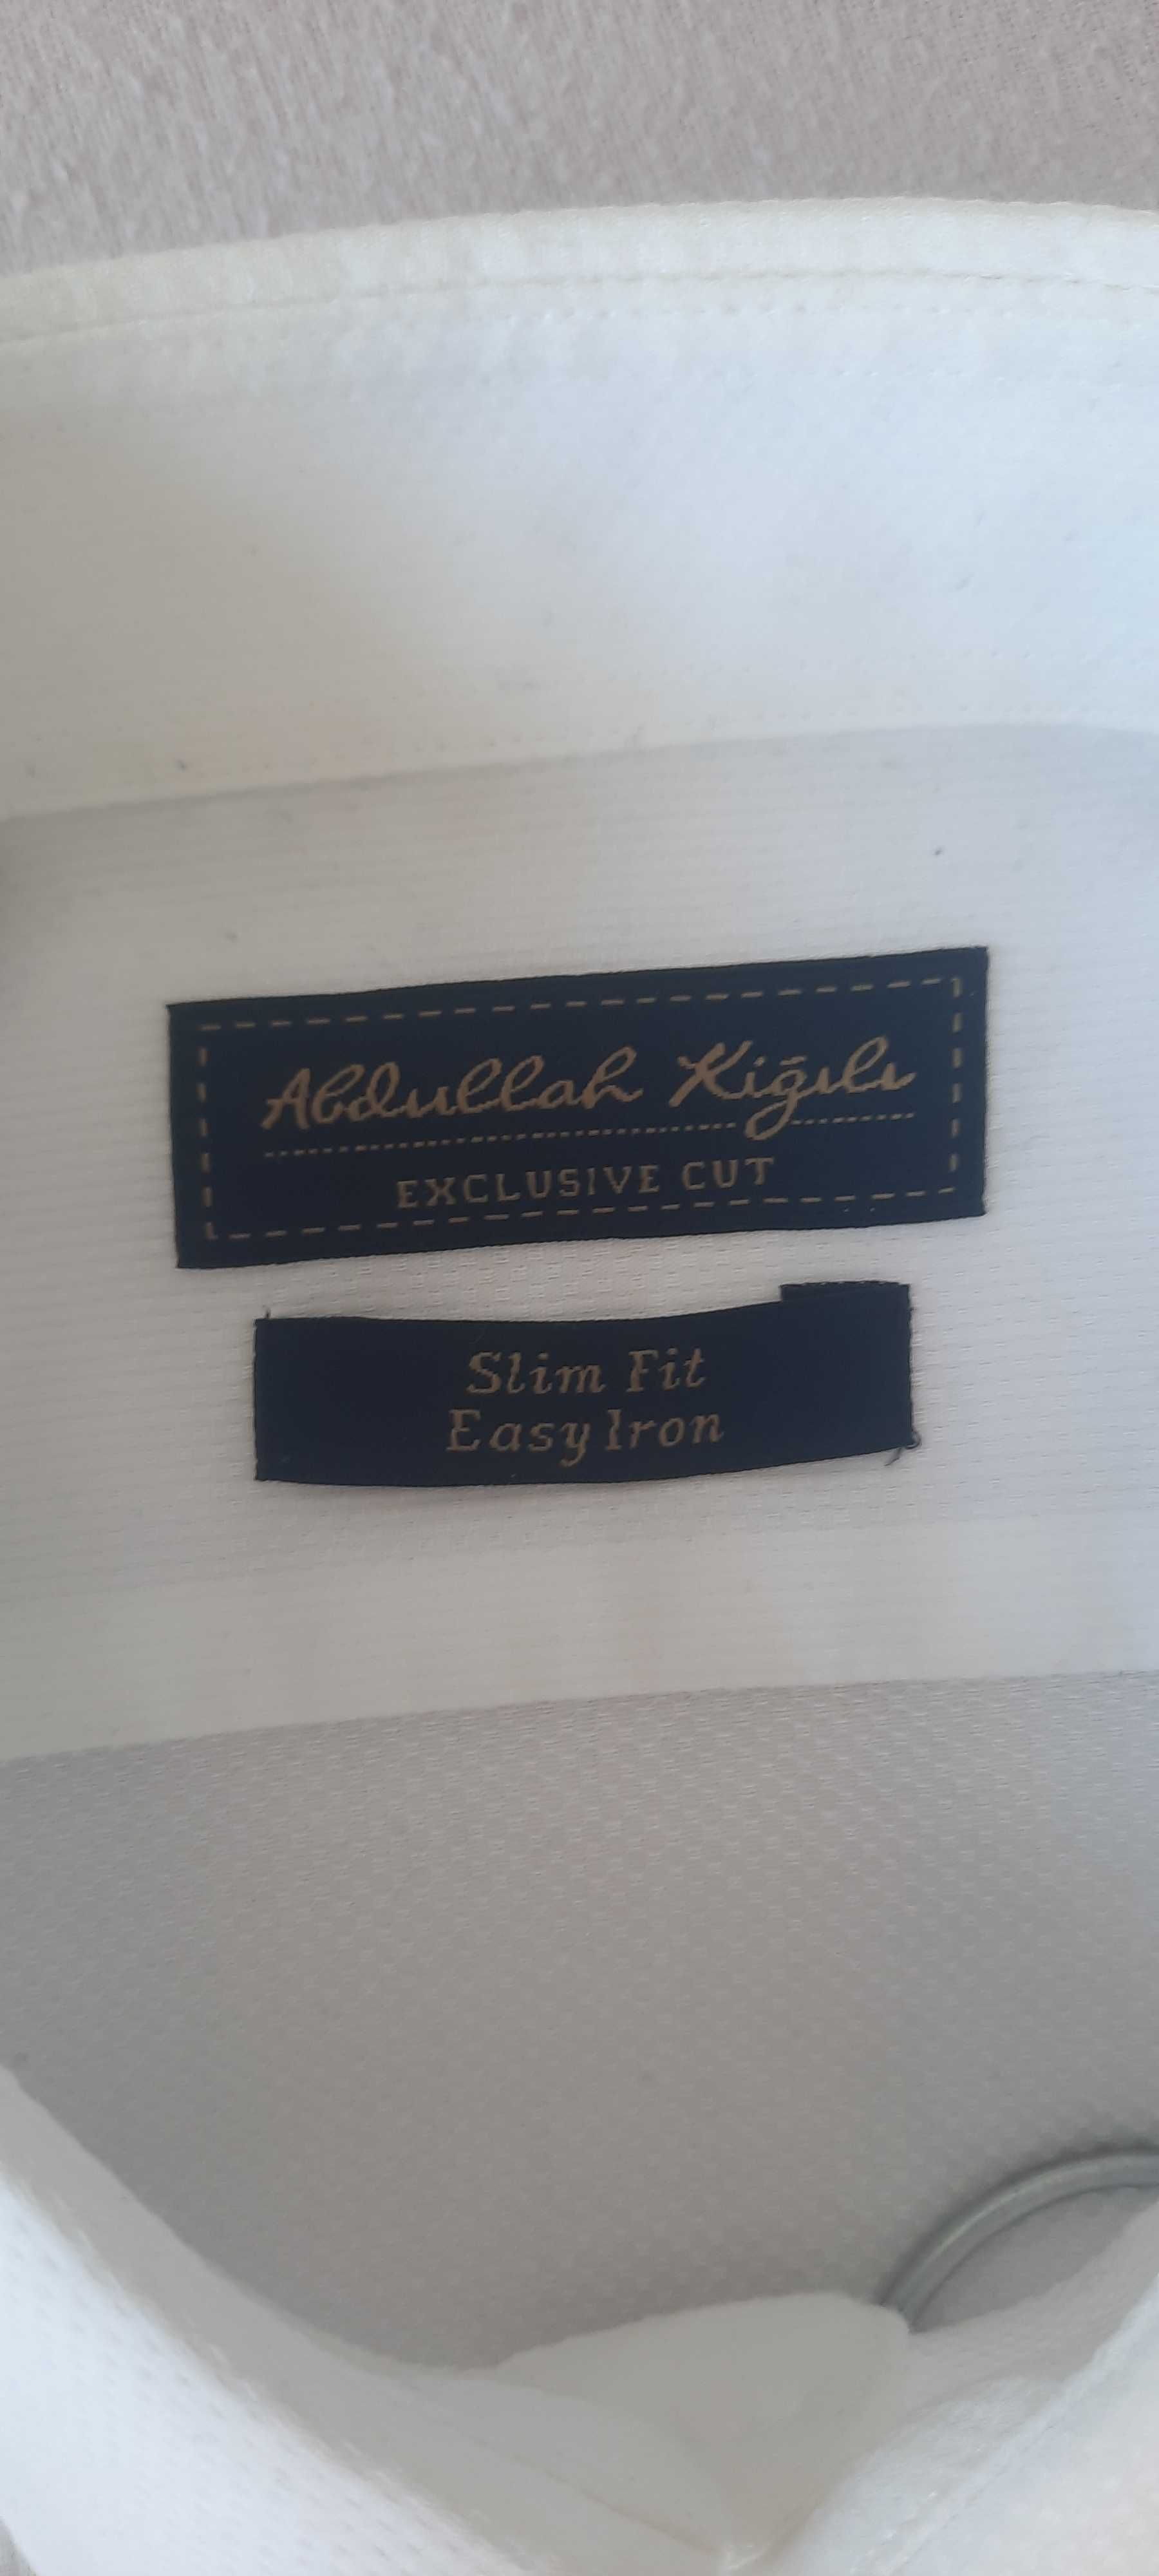 Abdullah Kiğılı
EXCLUSIVE CUT
Slim Fit
Easy Iron